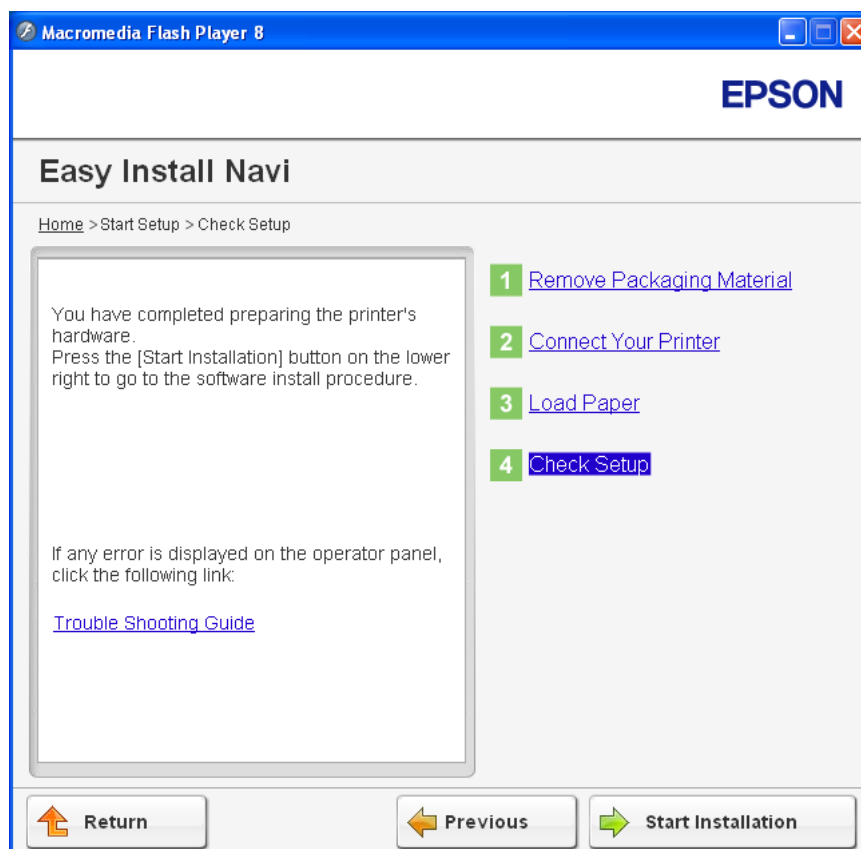 Macromedia Flash Player 8
EPSON
Easy Install Navi
Home > Start Setup > Check Setup
You have completed preparing the printer's
hardware.
Press the [Start Installation] button on the lower
right to go to the software install procedure.
If any error is displayed on the operator panel,
click the following link:
Trouble Shooting Guide
1 Remove Packaging Material
2 Connect Your Printer
3 Load Paper
4 Check Setup
Return
Previous
Start Installation